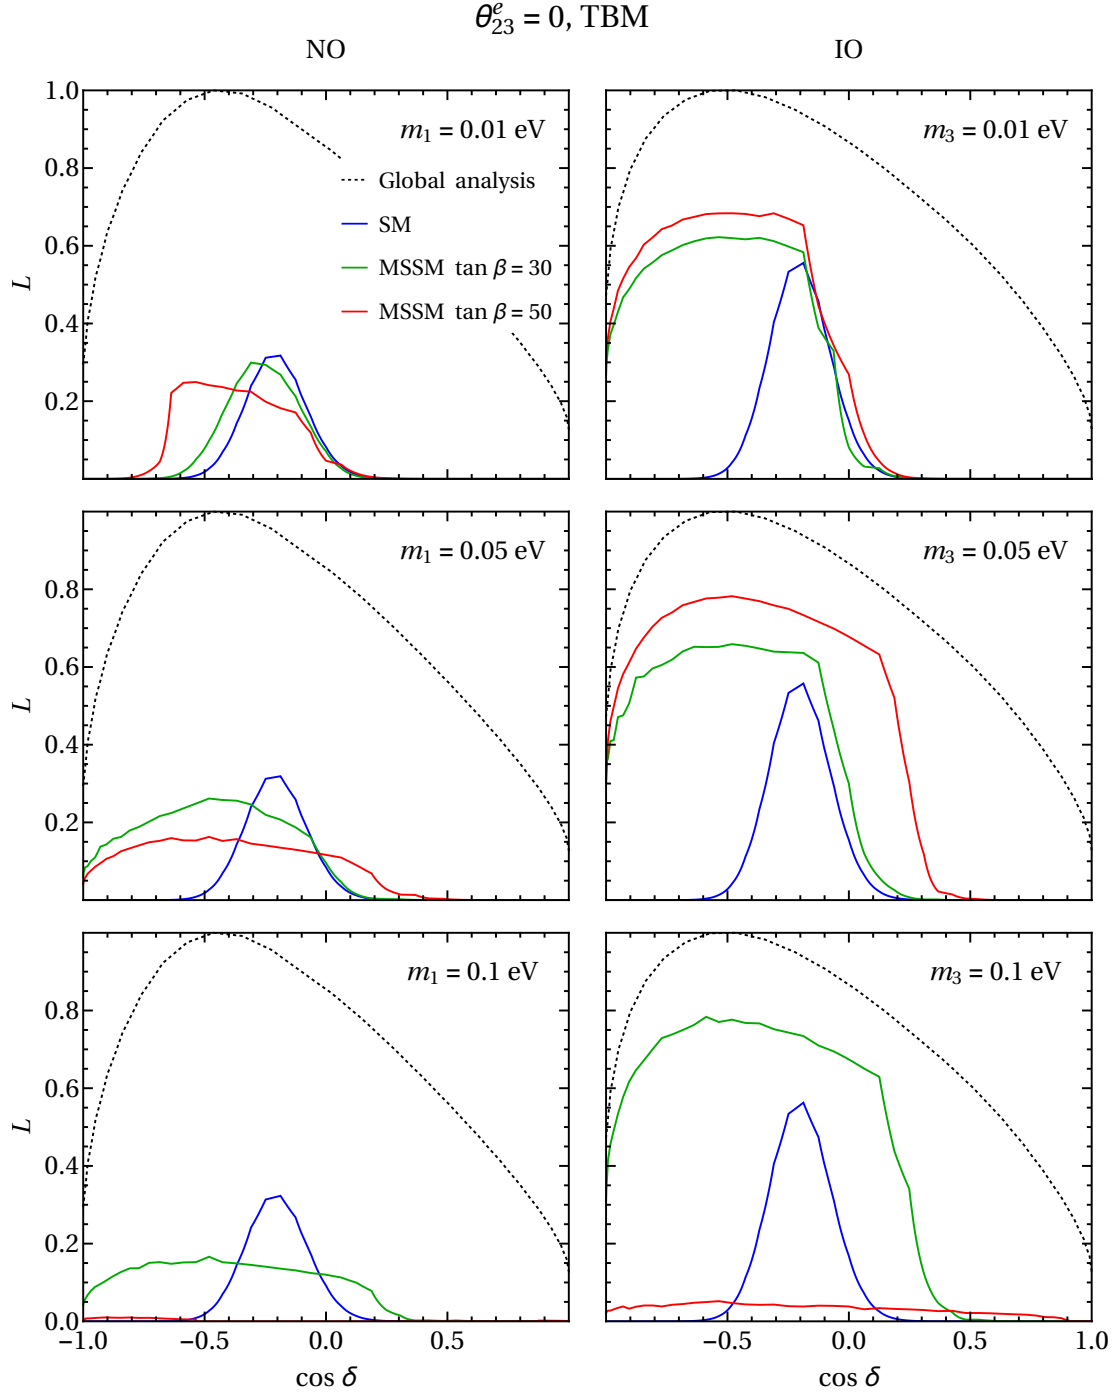 θᵉ₂₃ = 0, TBM
NO
IO
1.0
0.8
0.6
0.4
0.2
L
m₁ = 0.01 eV
Global analysis
SM
MSSM tan β = 30
MSSM tan β = 50
m₃ = 0.01 eV
0.8
0.6
0.4
0.2
L
m₁ = 0.05 eV
m₃ = 0.05 eV
0.8
0.6
0.4
0.2
0.0
L
m₁ = 0.1 eV
m₃ = 0.1 eV
−1.0 −0.5 0.0 0.5
−0.5 0.0 0.5 1.0
cos δ
cos δ